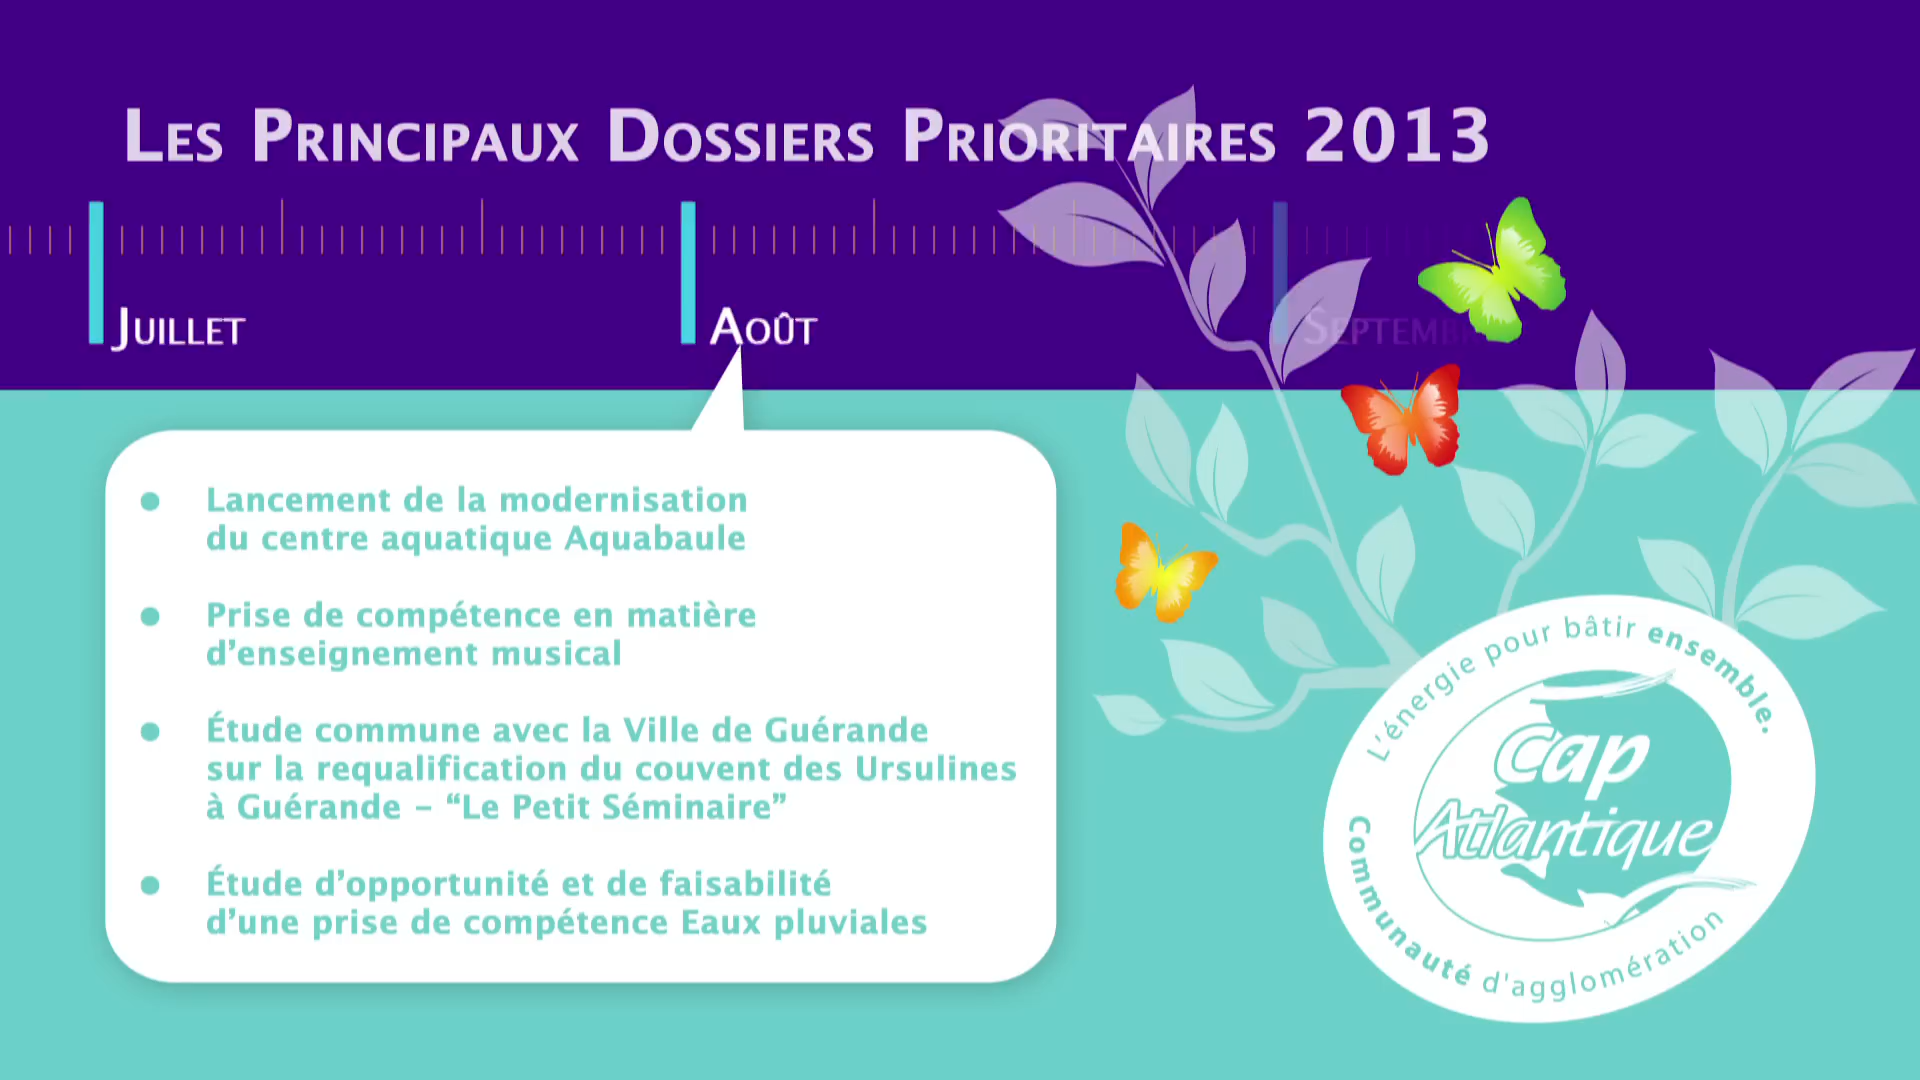 Les Principaux Dossiers Prioritaires 2013
Juillet
Août
Septem
• Lancement de la modernisation
du centre aquatique Aquabaule
• Prise de compétence en matière
d’enseignement musical
• Étude commune avec la Ville de Guérande
sur la requalification du couvent des Ursulines
à Guérande – “Le Petit Séminaire”
• Étude d’opportunité et de faisabilité
d’une prise de compétence Eaux pluviales
L'énergie pour bâtir ensemble.
Cap
Atlantique
Communauté d'agglomération